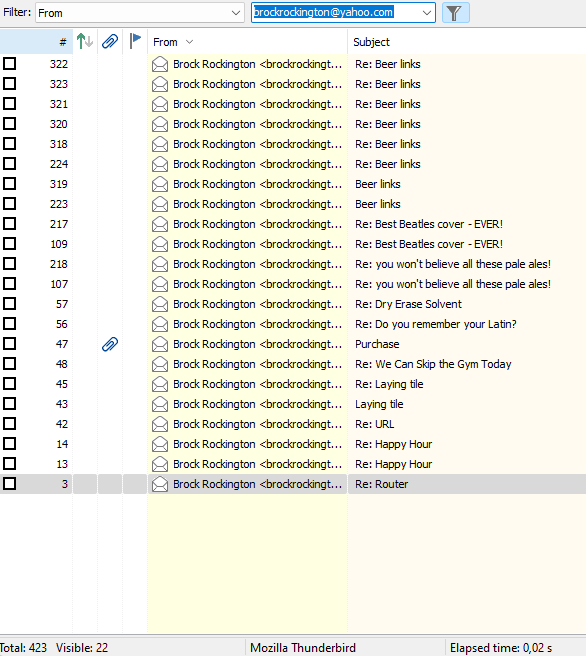 Filter: From brockrockington@yahoo.com
# From Subject
322 Brock Rockington <brockrockingt... Re: Beer links
323 Brock Rockington <brockrockingt... Re: Beer links
321 Brock Rockington <brockrockingt... Re: Beer links
320 Brock Rockington <brockrockingt... Re: Beer links
318 Brock Rockington <brockrockingt... Re: Beer links
224 Brock Rockington <brockrockingt... Re: Beer links
319 Brock Rockington <brockrockingt... Beer links
223 Brock Rockington <brockrockingt... Beer links
217 Brock Rockington <brockrockingt... Re: Best Beatles cover - EVER!
109 Brock Rockington <brockrockingt... Re: Best Beatles cover - EVER!
218 Brock Rockington <brockrockingt... Re: you won't believe all these pale ales!
107 Brock Rockington <brockrockingt... Re: you won't believe all these pale ales!
57 Brock Rockington <brockrockingt... Re: Dry Erase Solvent
56 Brock Rockington <brockrockingt... Re: Do you remember your Latin?
47 Brock Rockington <brockrockingt... Purchase
48 Brock Rockington <brockrockingt... Re: We Can Skip the Gym Today
45 Brock Rockington <brockrockingt... Re: Laying tile
43 Brock Rockington <brockrockingt... Laying tile
42 Brock Rockington <brockrockingt... Re: URL
14 Brock Rockington <brockrockingt... Re: Happy Hour
13 Brock Rockington <brockrockingt... Re: Happy Hour
3 Brock Rockington <brockrockingt... Re: Router
Total: 423 Visible: 22 Mozilla Thunderbird Elapsed time: 0,02 s